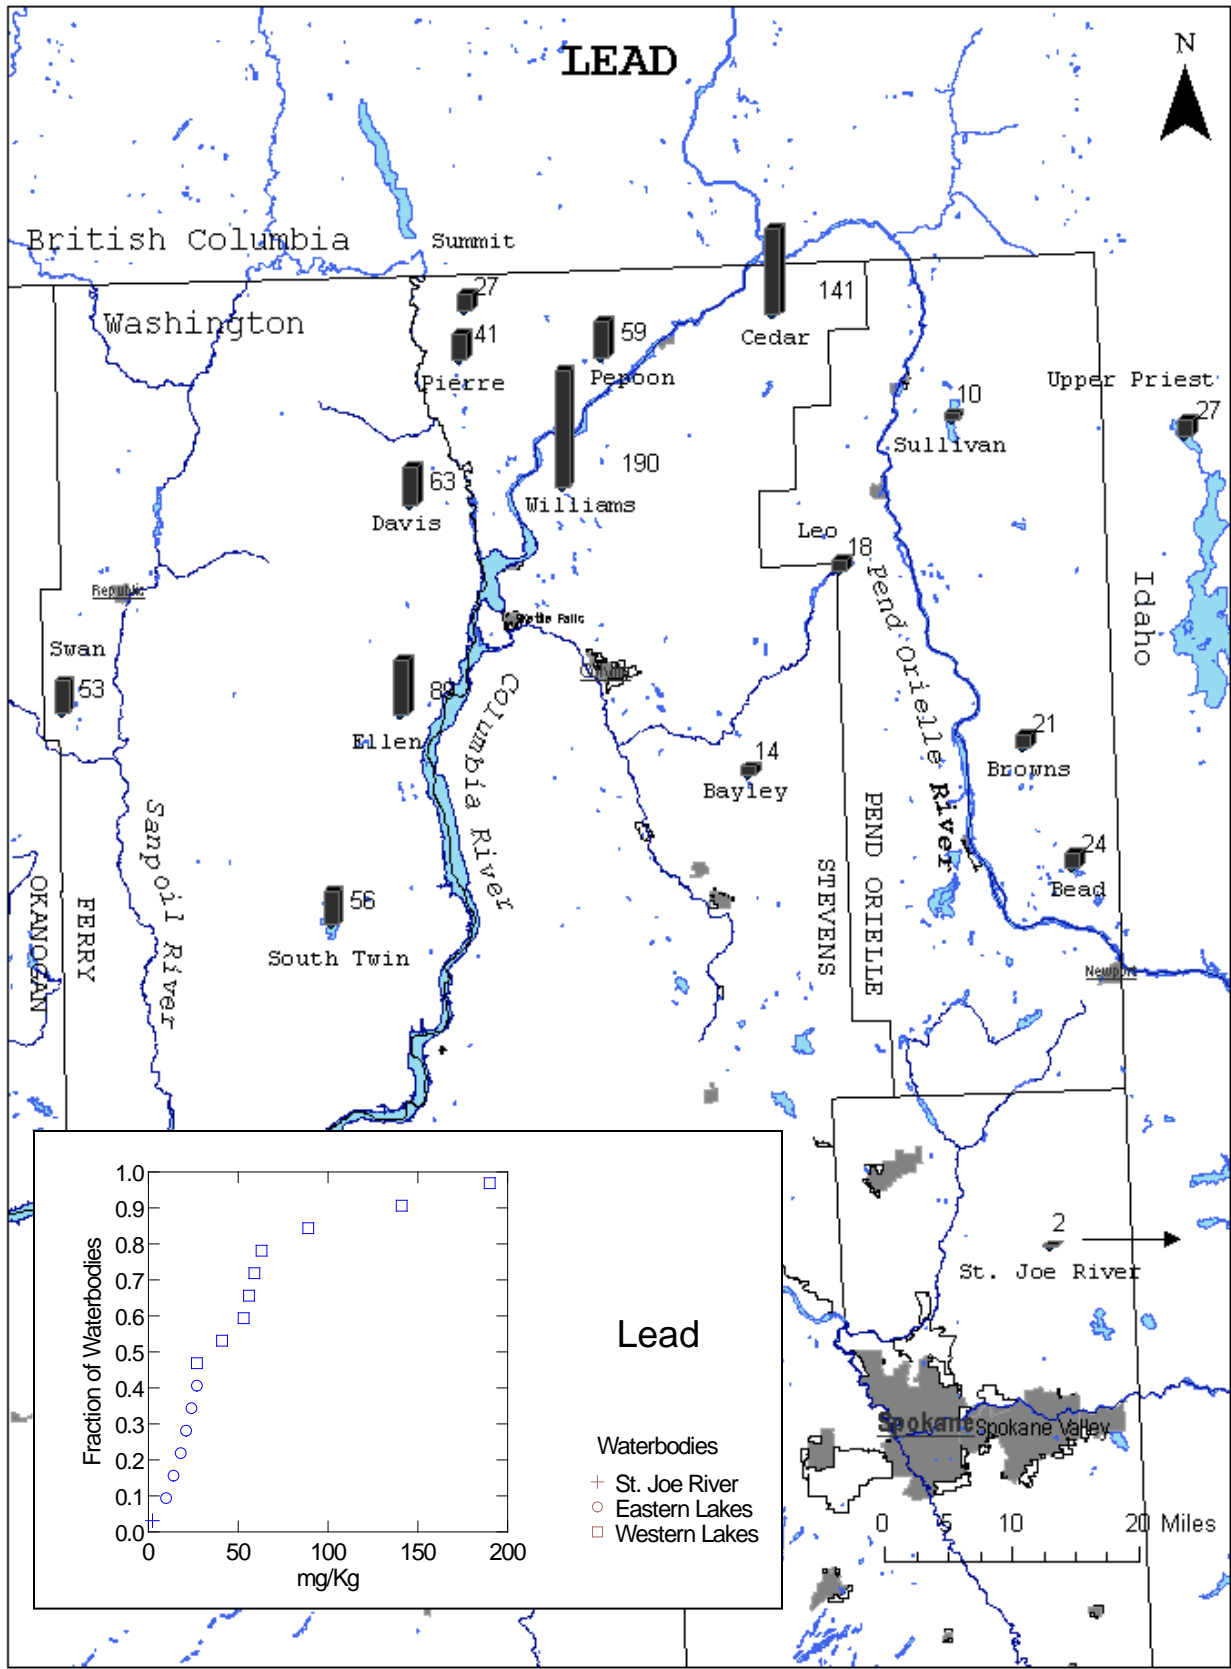 LEAD
N
British Columbia
Summit
27
Washington
41
Pierre
59
Pepoon
141
Cedar
Upper Priest
27
10
Sullivan
63
Davis
190
Williams
Leo
18
Republic
Kettle Falls
Pend Orielle River
Idaho
Swan
53
Ellen
Columbia River
21
Browns
14
Bayley
Sanpoil River
PEND ORIELLE
STEVENS
24
Bead
56
South Twin
OKANOGAN
FERRY
Newport
2
St. Joe River
Spokane
Spokane Valley
0 5 10 20 Miles
Lead
Fraction of Waterbodies
1.0
0.9
0.8
0.7
0.6
0.5
0.4
0.3
0.2
0.1
0.0
0 50 100 150 200
mg/Kg
Waterbodies
St. Joe River
Eastern Lakes
Western Lakes